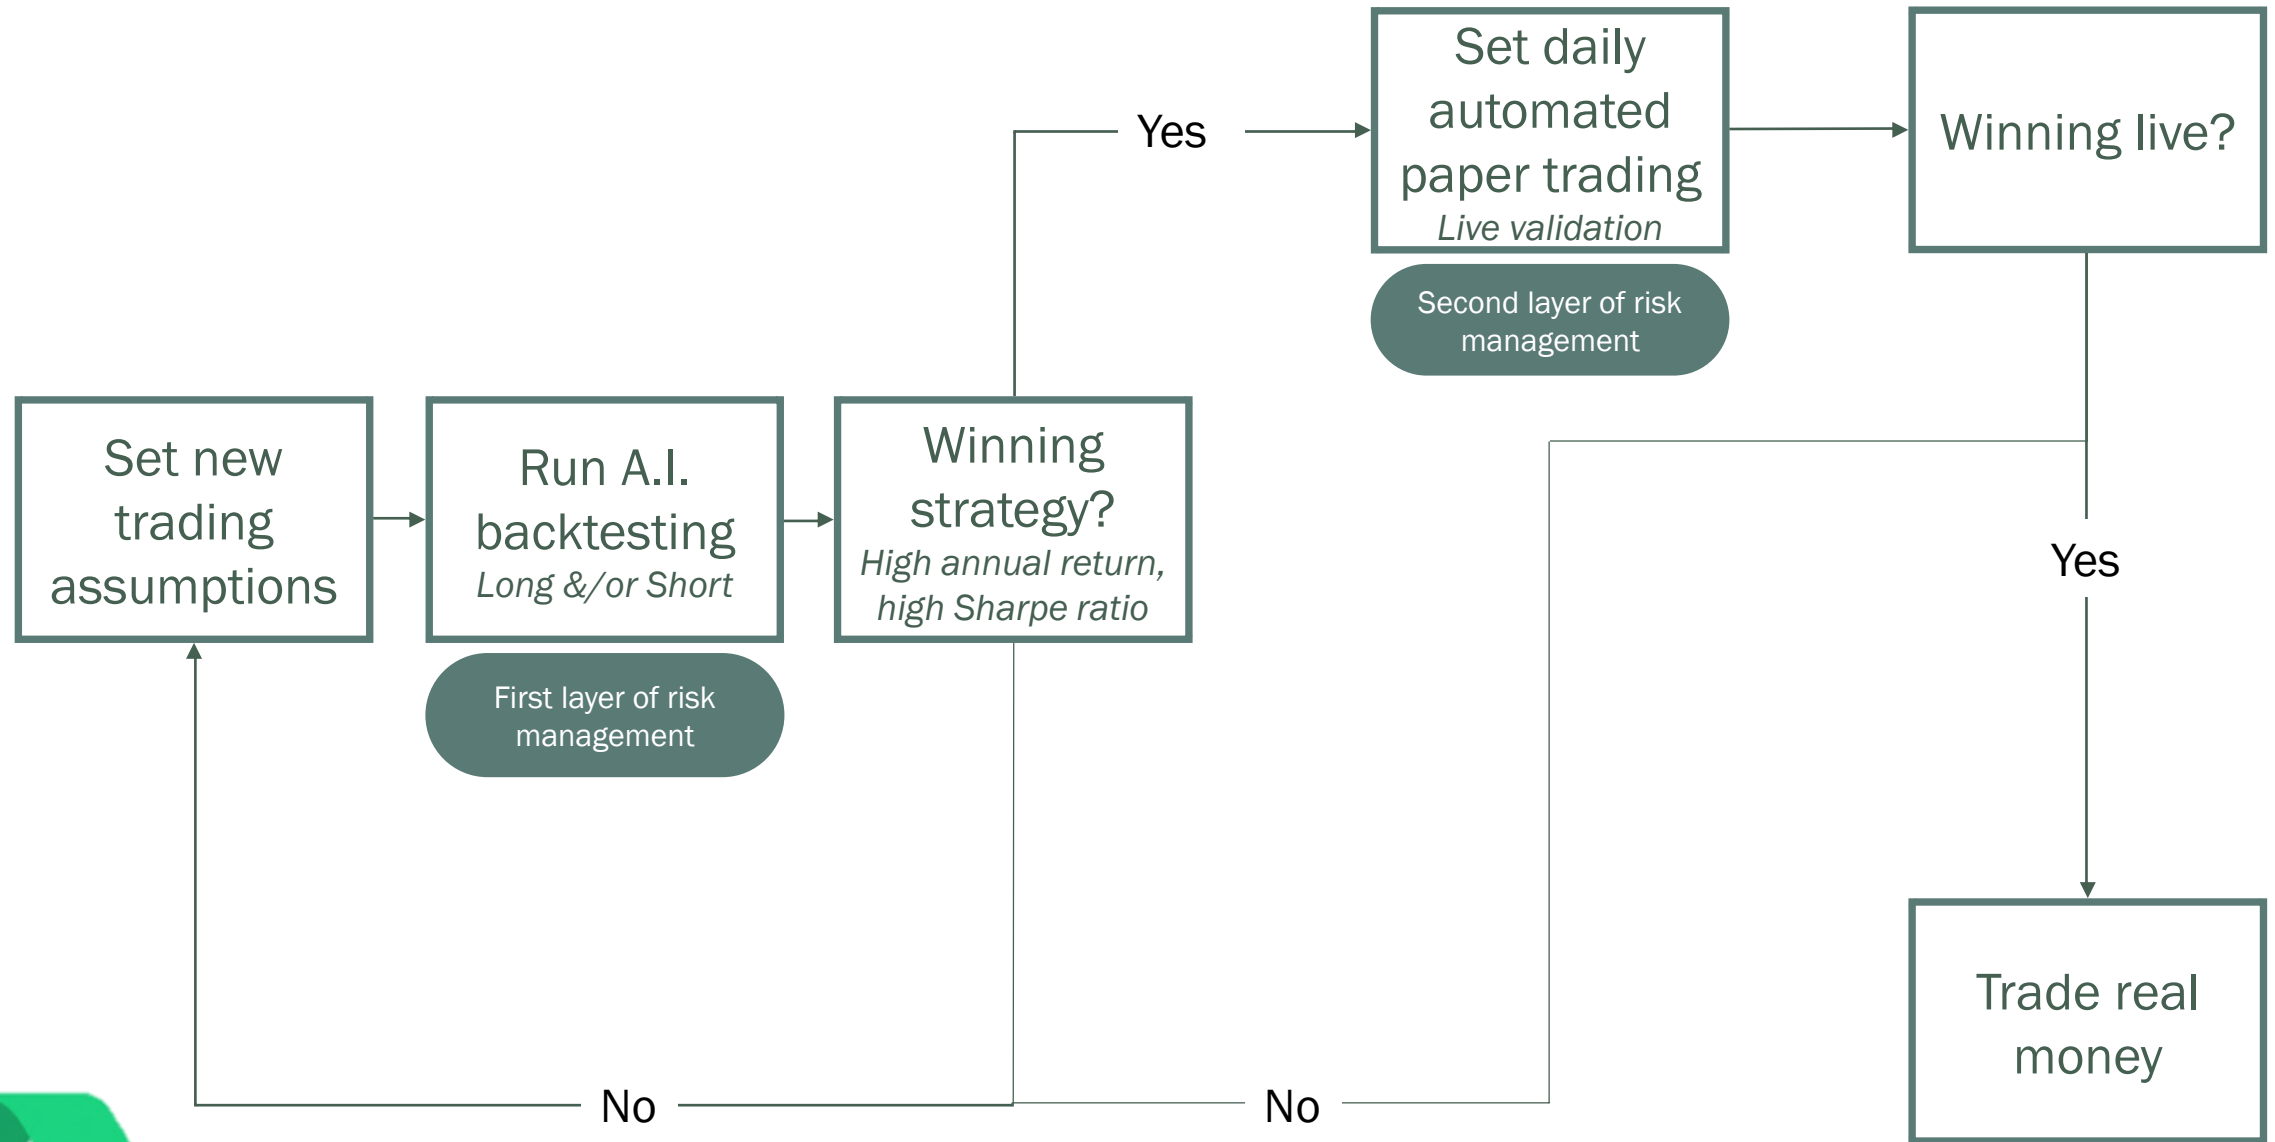 Set new
trading
assumptions
Run A.I.
backtesting
Long &/or Short
First layer of risk
management
Winning
strategy?
High annual return,
high Sharpe ratio
Yes
Set daily
automated
paper trading
Live validation
Second layer of risk
management
Winning live?
Yes
Trade real
money
No
No